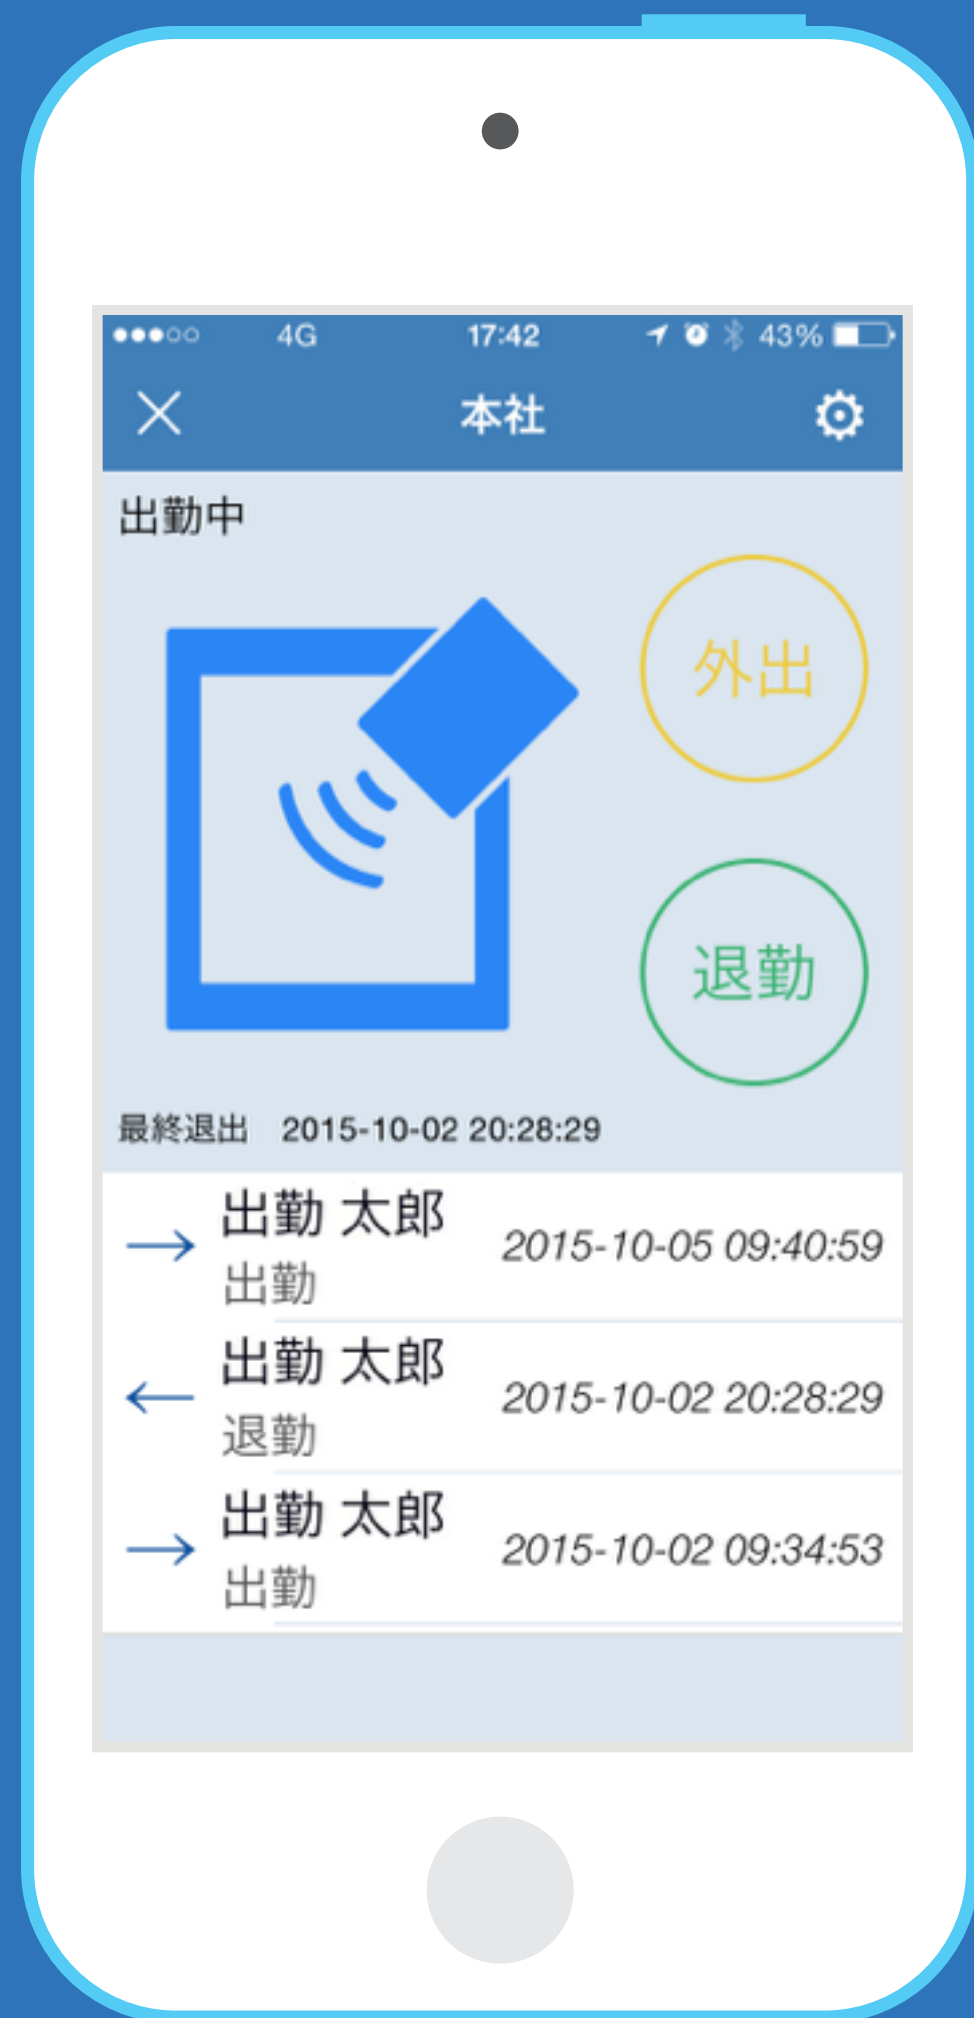 4G 17:42 43%
本社
出勤中
外出
退勤
最終退出 2015-10-02 20:28:29
出勤 太郎
出勤 2015-10-05 09:40:59
出勤 太郎
退勤 2015-10-02 20:28:29
出勤 太郎
出勤 2015-10-02 09:34:53